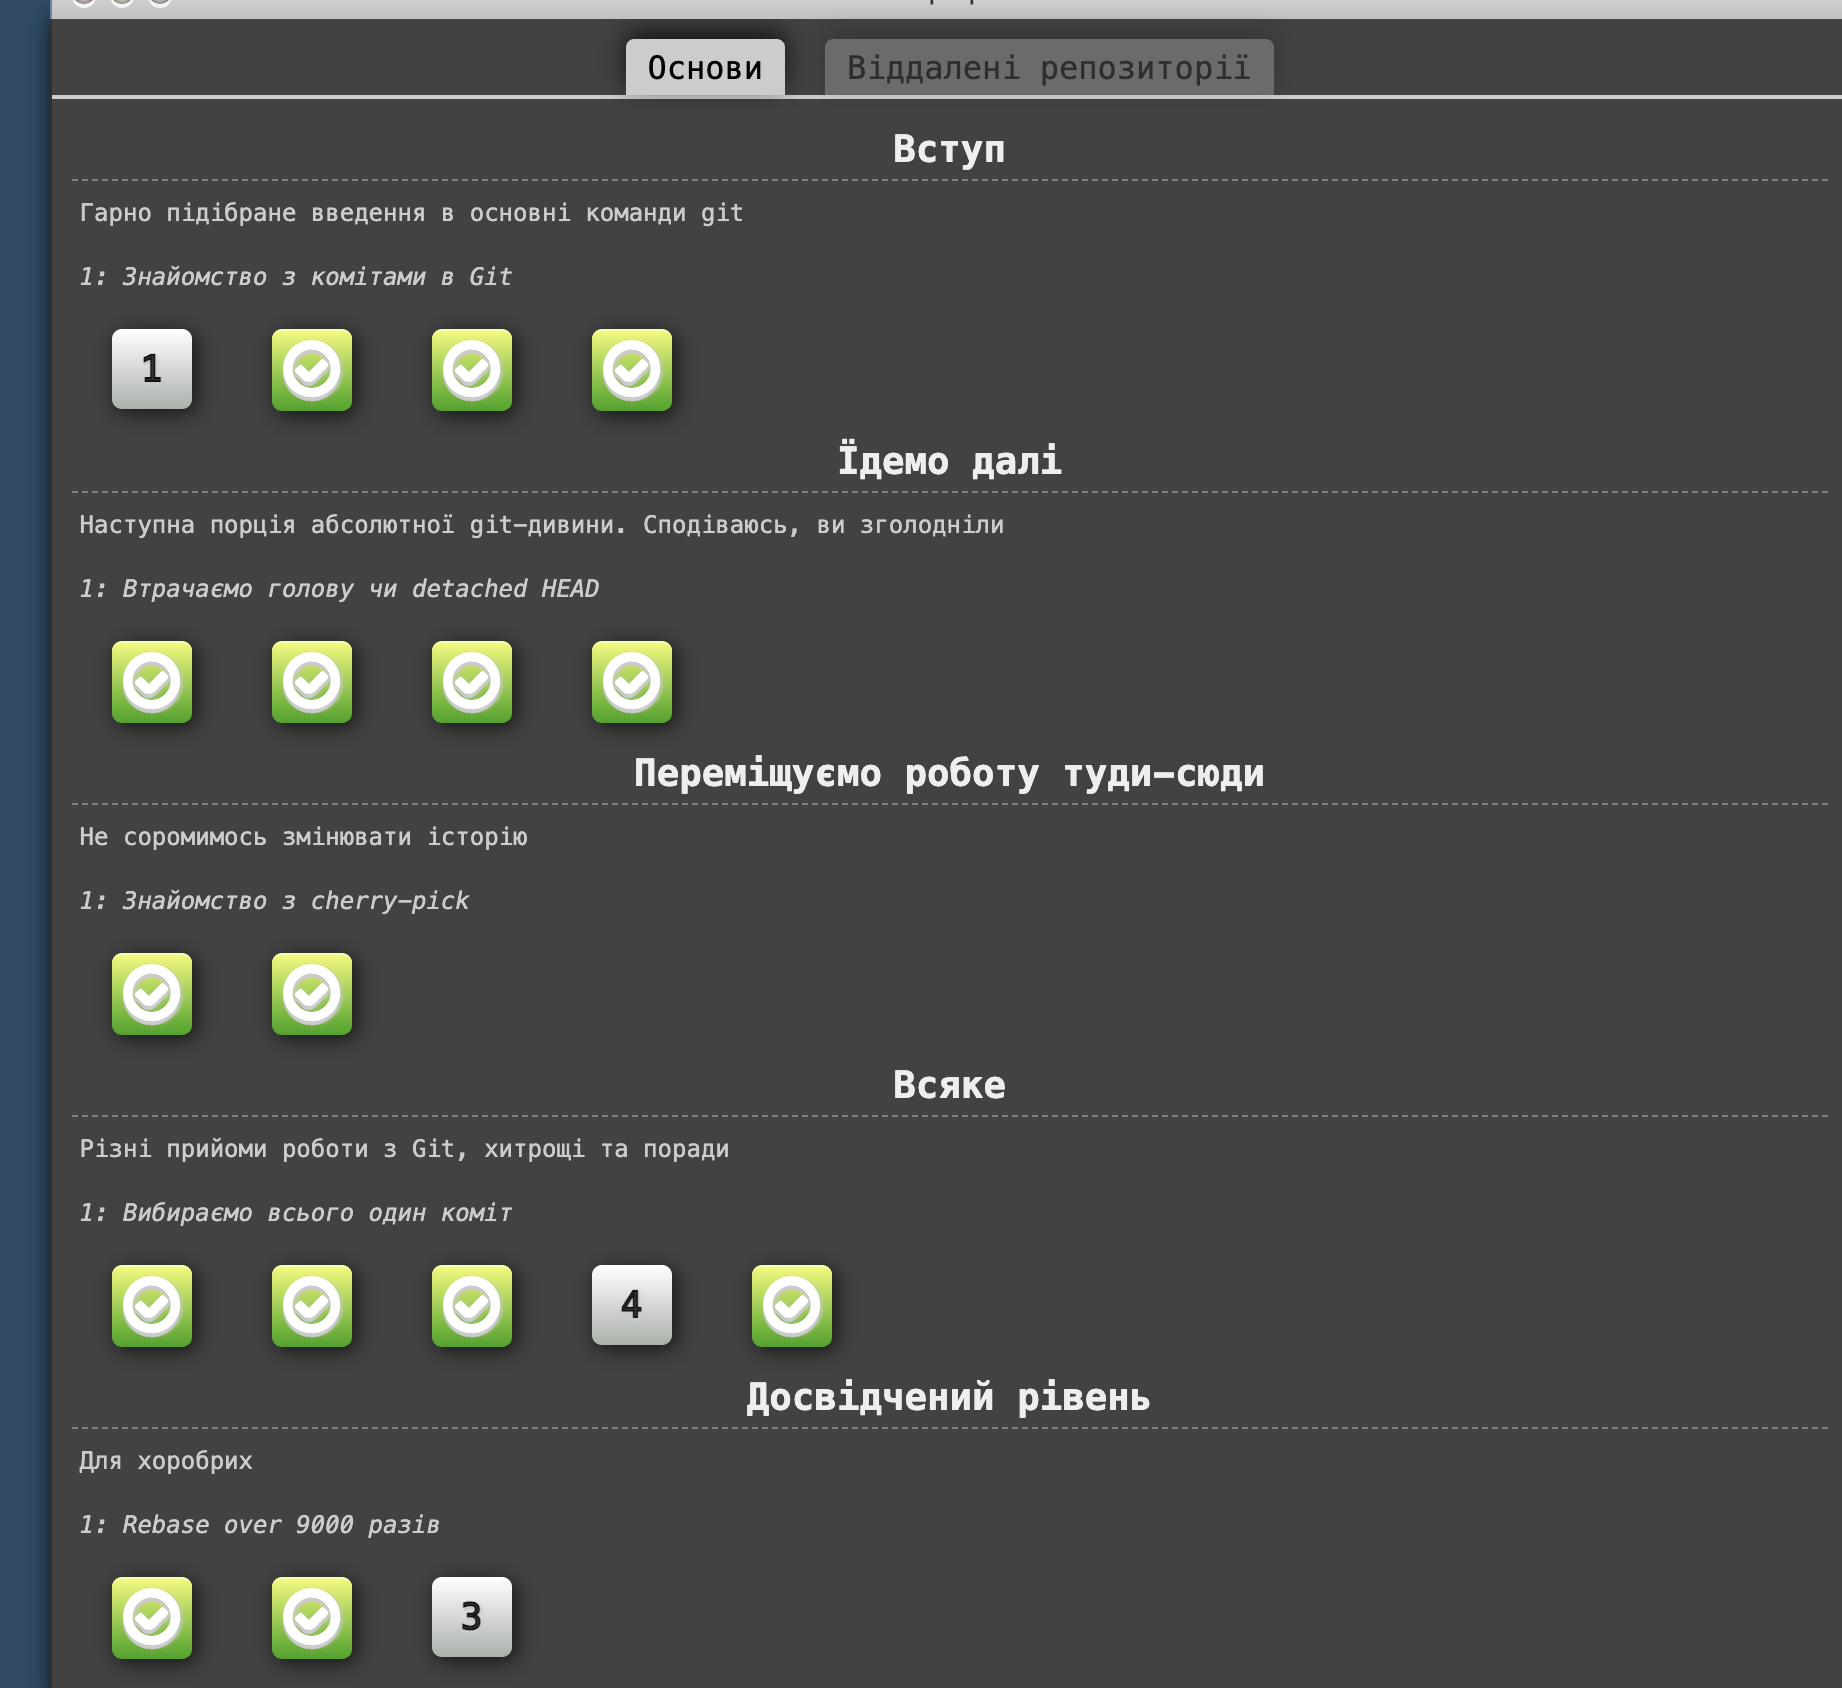 Основи
Віддалені репозиторії
Вступ
Гарно підібране введення в основні команди git
1: Знайомство з комітами в Git
1
Їдемо далі
Наступна порція абсолютної git-дивини. Сподіваюсь, ви зголодніли
1: Втрачаємо голову чи detached HEAD
Переміщуємо роботу туди-сюди
Не соромимось змінювати історію
1: Знайомство з cherry-pick
Всяке
Різні прийоми роботи з Git, хитрощі та поради
1: Вибираємо всього один коміт
4
Досвідчений рівень
Для хоробрих
1: Rebase over 9000 разів
3